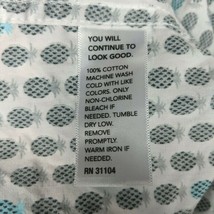 YOU WILL
CONTINUE TO
LOOK GOOD.
100% COTTON
MACHINE WASH
COLD WITH LIKE
COLORS. ONLY
NON-CHLORINE
BLEACH IF
NEEDED. TUMBLE
DRY LOW.
REMOVE
PROMPTLY.
WARM IRON IF
NEEDED.
RN 31104